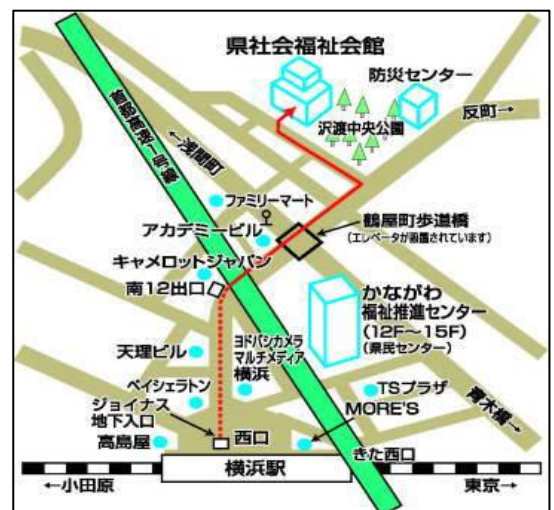 県社会福祉会館
防災センター
沢渡中央公園
反町→
首都高速一号線
←浅間町
ファミリーマート
アカデミービル
鶴屋町歩道橋
(エレベータが設置されています)
キャメロットジャパン
南12出口
かながわ
福祉推進センター
(12F～15F)
(県民センター)
天理ビル
ヨドバシカメラ
マルチメディア
横浜
ベイシェラトン
TSプラザ
青木橋→
ジョイナス
地下入口
MORE'S
高島屋
西口
きた西口
横浜駅
←小田原
東京→